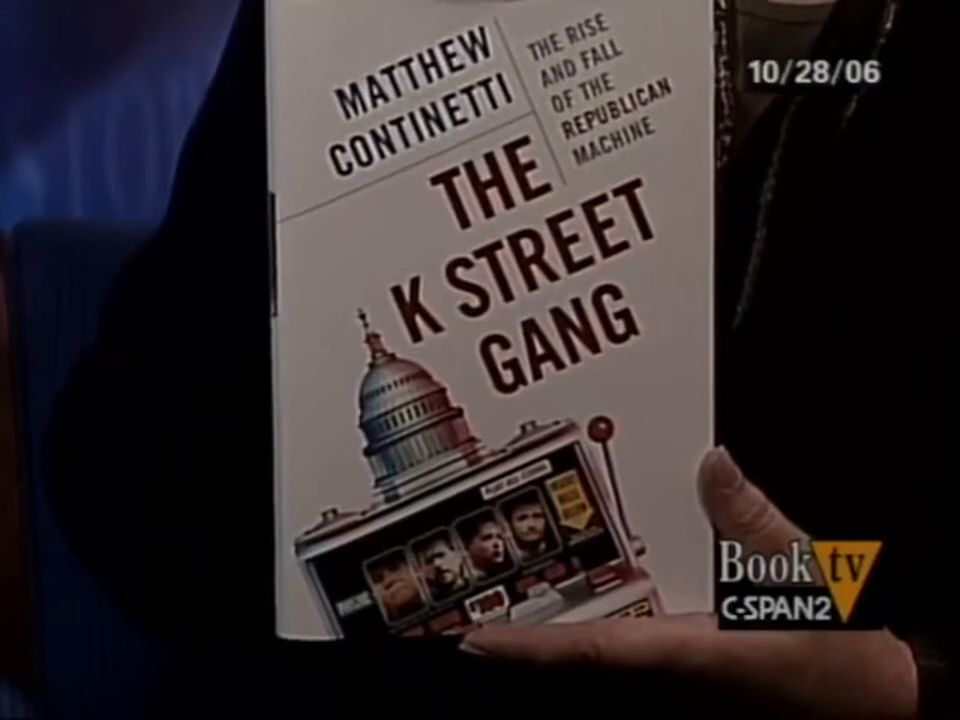 MATTHEW
CONTINETTI
THE RISE
AND FALL
OF THE
REPUBLICAN
MACHINE
THE
K STREET
GANG
10/28/06
Book tv
C-SPAN2